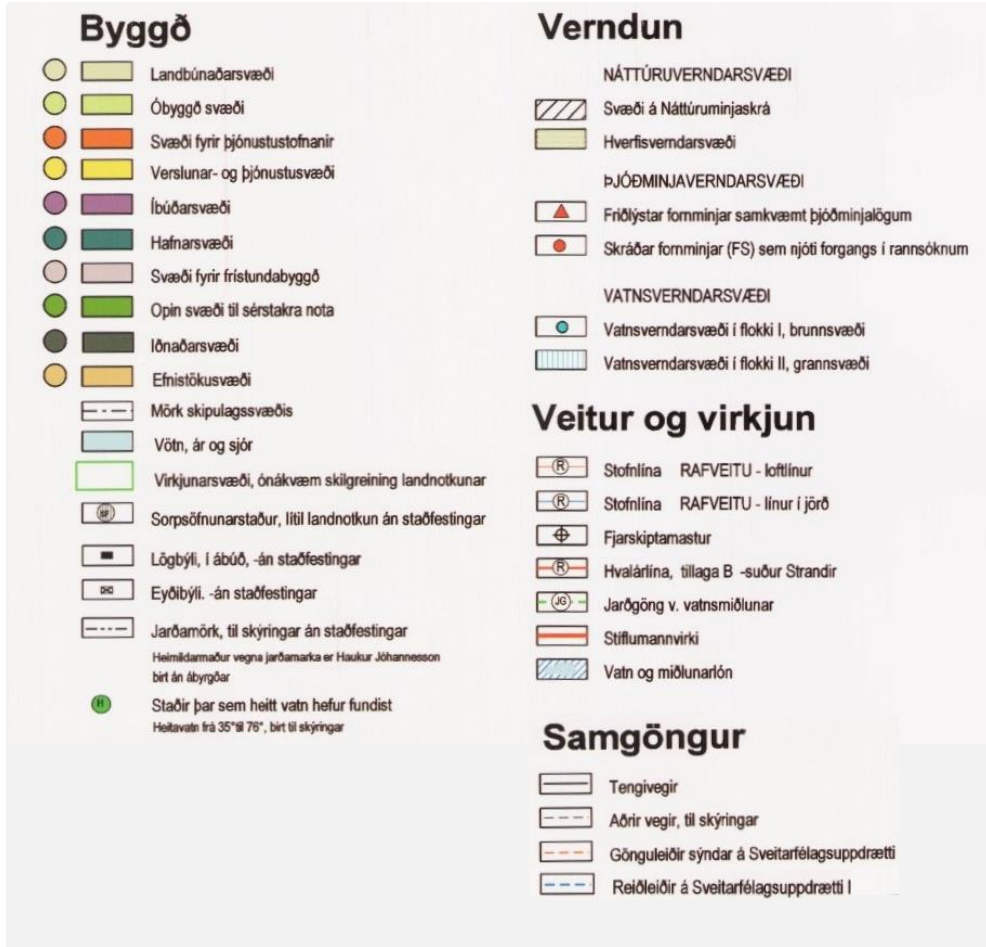 Byggð
Landbúnaðarsvæði
Óbyggð svæði
Svæði fyrir þjónustustofnanir
Verslunar- og þjónustusvæði
Íbúðarsvæði
Hafnarsvæði
Svæði fyrir frístundabyggð
Opin svæði til sérstakra nota
Iðnaðarsvæði
Efnistökusvæði
Mörk skipulagssvæðis
Vötn, ár og sjór
Virkjunarsvæði, ónákvæm skilgreining landnotkunar
Sorpsöfnunarstaður, lítil landnotkun án staðfestingar
Lögbýli, í ábúð, -án staðfestingar
Eyðibýli. -án staðfestingar
Jarðamörk, til skýringar án staðfestingar
Heimildarmaður vegna jarðamarka er Haukur Jóhannesson
birt án ábyrgðar
H Staðir þar sem heitt vatn hefur fundist
Heitavatn frá 35°til 76°, birt til skýringar
Verndun
NÁTTÚRUVERNDARSVÆÐI
Svæði á Náttúruminjaskrá
Hverfisverndarsvæði
ÞJÓÐMINJAVERNDARSVÆÐI
Friðlýstar fornminjar samkvæmt þjóðminjalögum
Skráðar fornminjar (FS) sem njóti forgangs í rannsóknum
VATNSVERNDARSVÆÐI
Vatnsverndarsvæði í flokki I, brunnsvæði
Vatnsverndarsvæði í flokki II, grannsvæði
Veitur og virkjun
R Stofnlína RAFVEITU - loftlínur
R Stofnlína RAFVEITU - línur í jörð
Fjarskiptamastur
R Hvalárlína, tillaga B -suður Strandir
JG Jarðgöng v. vatnsmiðlunar
Stíflumannvirki
Vatn og miðlunarlón
Samgöngur
Tengivegir
Aðrir vegir, til skýringar
Gönguleiðir sýndar á Sveitarfélagsuppdrætti
Reiðleiðir á Sveitarfélagsuppdrætti I